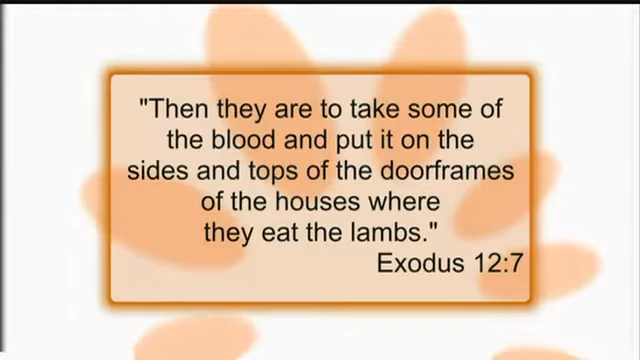 "Then they are to take some of
the blood and put it on the
sides and tops of the doorframes
of the houses where
they eat the lambs."
Exodus 12:7